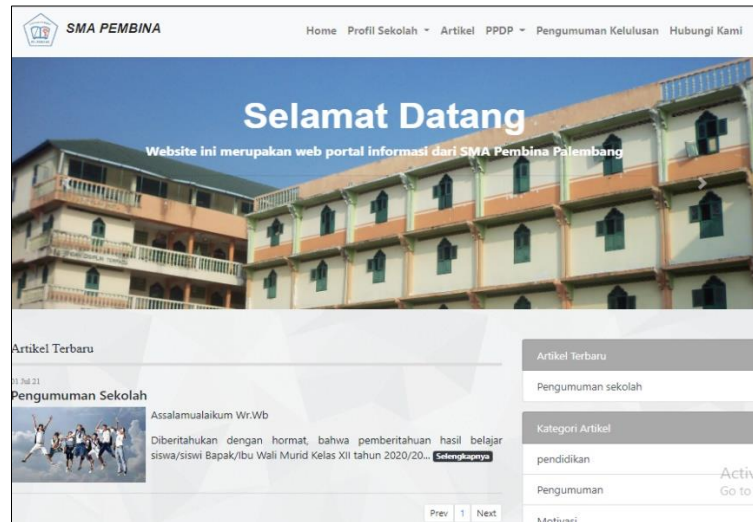 SMA PEMBINA
Home Profil Sekolah Artikel PPDP Pengumuman Kelulusan Hubungi Kami
Selamat Datang
Website ini merupakan web portal informasi dari SMA Pembina Palembang
Artikel Terbaru
01 Jul 21
Pengumuman Sekolah
Assalamualaikum Wr.Wb
Diberitahukan dengan hormat, bahwa pemberitahuan hasil belajar
siswa/siswi Bapak/Ibu Wali Murid Kelas XII tahun 2020/20... Selengkapnya
Prev 1 Next
Artikel Terbaru
Pengumuman sekolah
Kategori Artikel
pendidikan
Pengumuman
Motivasi
Go to